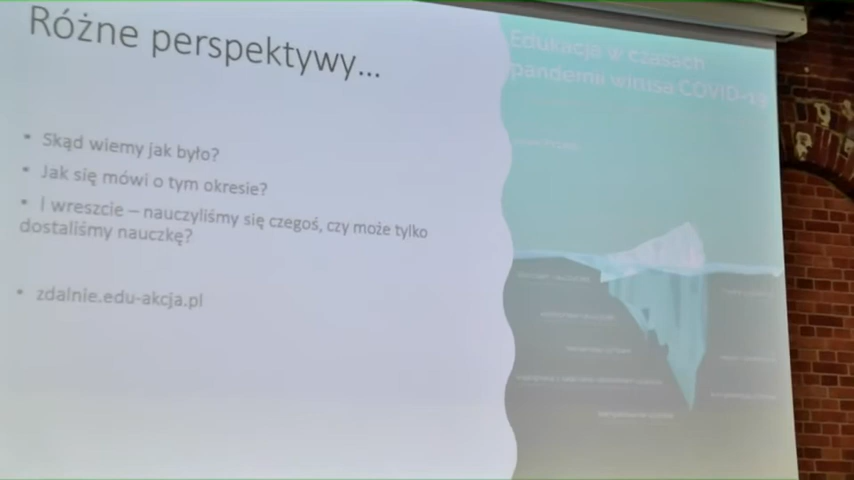 Różne perspektywy...
• Skąd wiemy jak było?
• Jak się mówi o tym okresie?
• I wreszcie – nauczyliśmy się czegoś, czy może tylko
dostaliśmy nauczkę?
• zdalnie.edu-akcja.pl
Edukacja w czasach
pandemii wirusa COVID-19